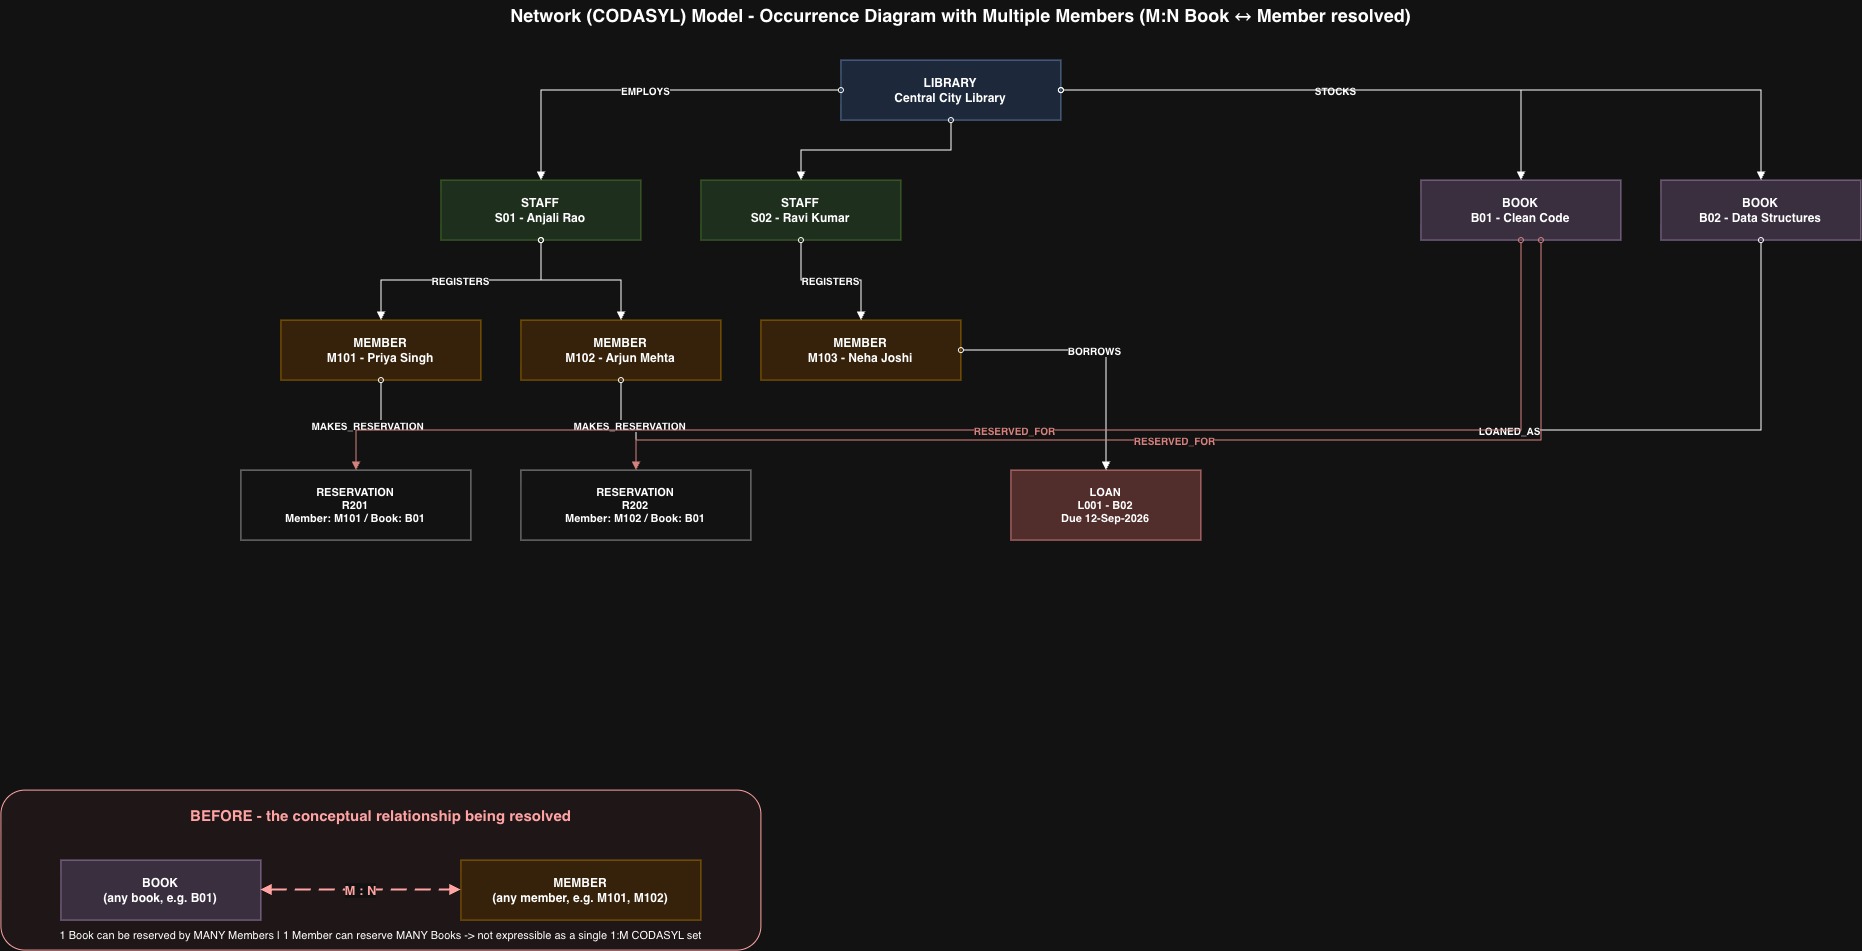 Network (CODASYL) Model - Occurrence Diagram with Multiple Members (M:N Book ↔ Member resolved)
LIBRARY
Central City Library
EMPLOYS
STOCKS
STAFF
S01 - Anjali Rao
STAFF
S02 - Ravi Kumar
BOOK
B01 - Clean Code
BOOK
B02 - Data Structures
REGISTERS
REGISTERS
MEMBER
M101 - Priya Singh
MEMBER
M102 - Arjun Mehta
MEMBER
M103 - Neha Joshi
BORROWS
MAKES_RESERVATION
MAKES_RESERVATION
RESERVED_FOR
RESERVED_FOR
LOANED_AS
RESERVATION
R201
Member: M101 / Book: B01
RESERVATION
R202
Member: M102 / Book: B01
LOAN
L001 - B02
Due 12-Sep-2026
BEFORE - the conceptual relationship being resolved
BOOK
(any book, e.g. B01)
M : N
MEMBER
(any member, e.g. M101, M102)
1 Book can be reserved by MANY Members | 1 Member can reserve MANY Books -> not expressible as a single 1:M CODASYL set